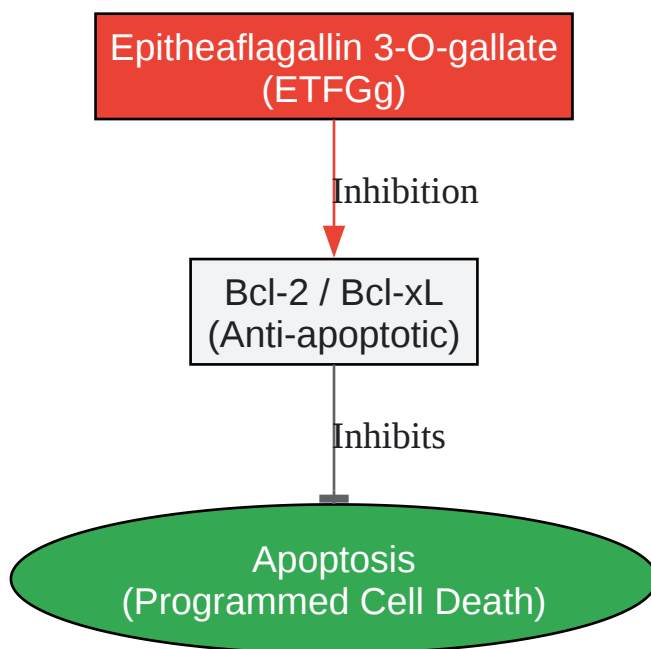 Epitheaflagallin 3-O-gallate
(ETFGg)
Inhibition
Bcl-2 / Bcl-xL
(Anti-apoptotic)
Inhibits
Apoptosis
(Programmed Cell Death)